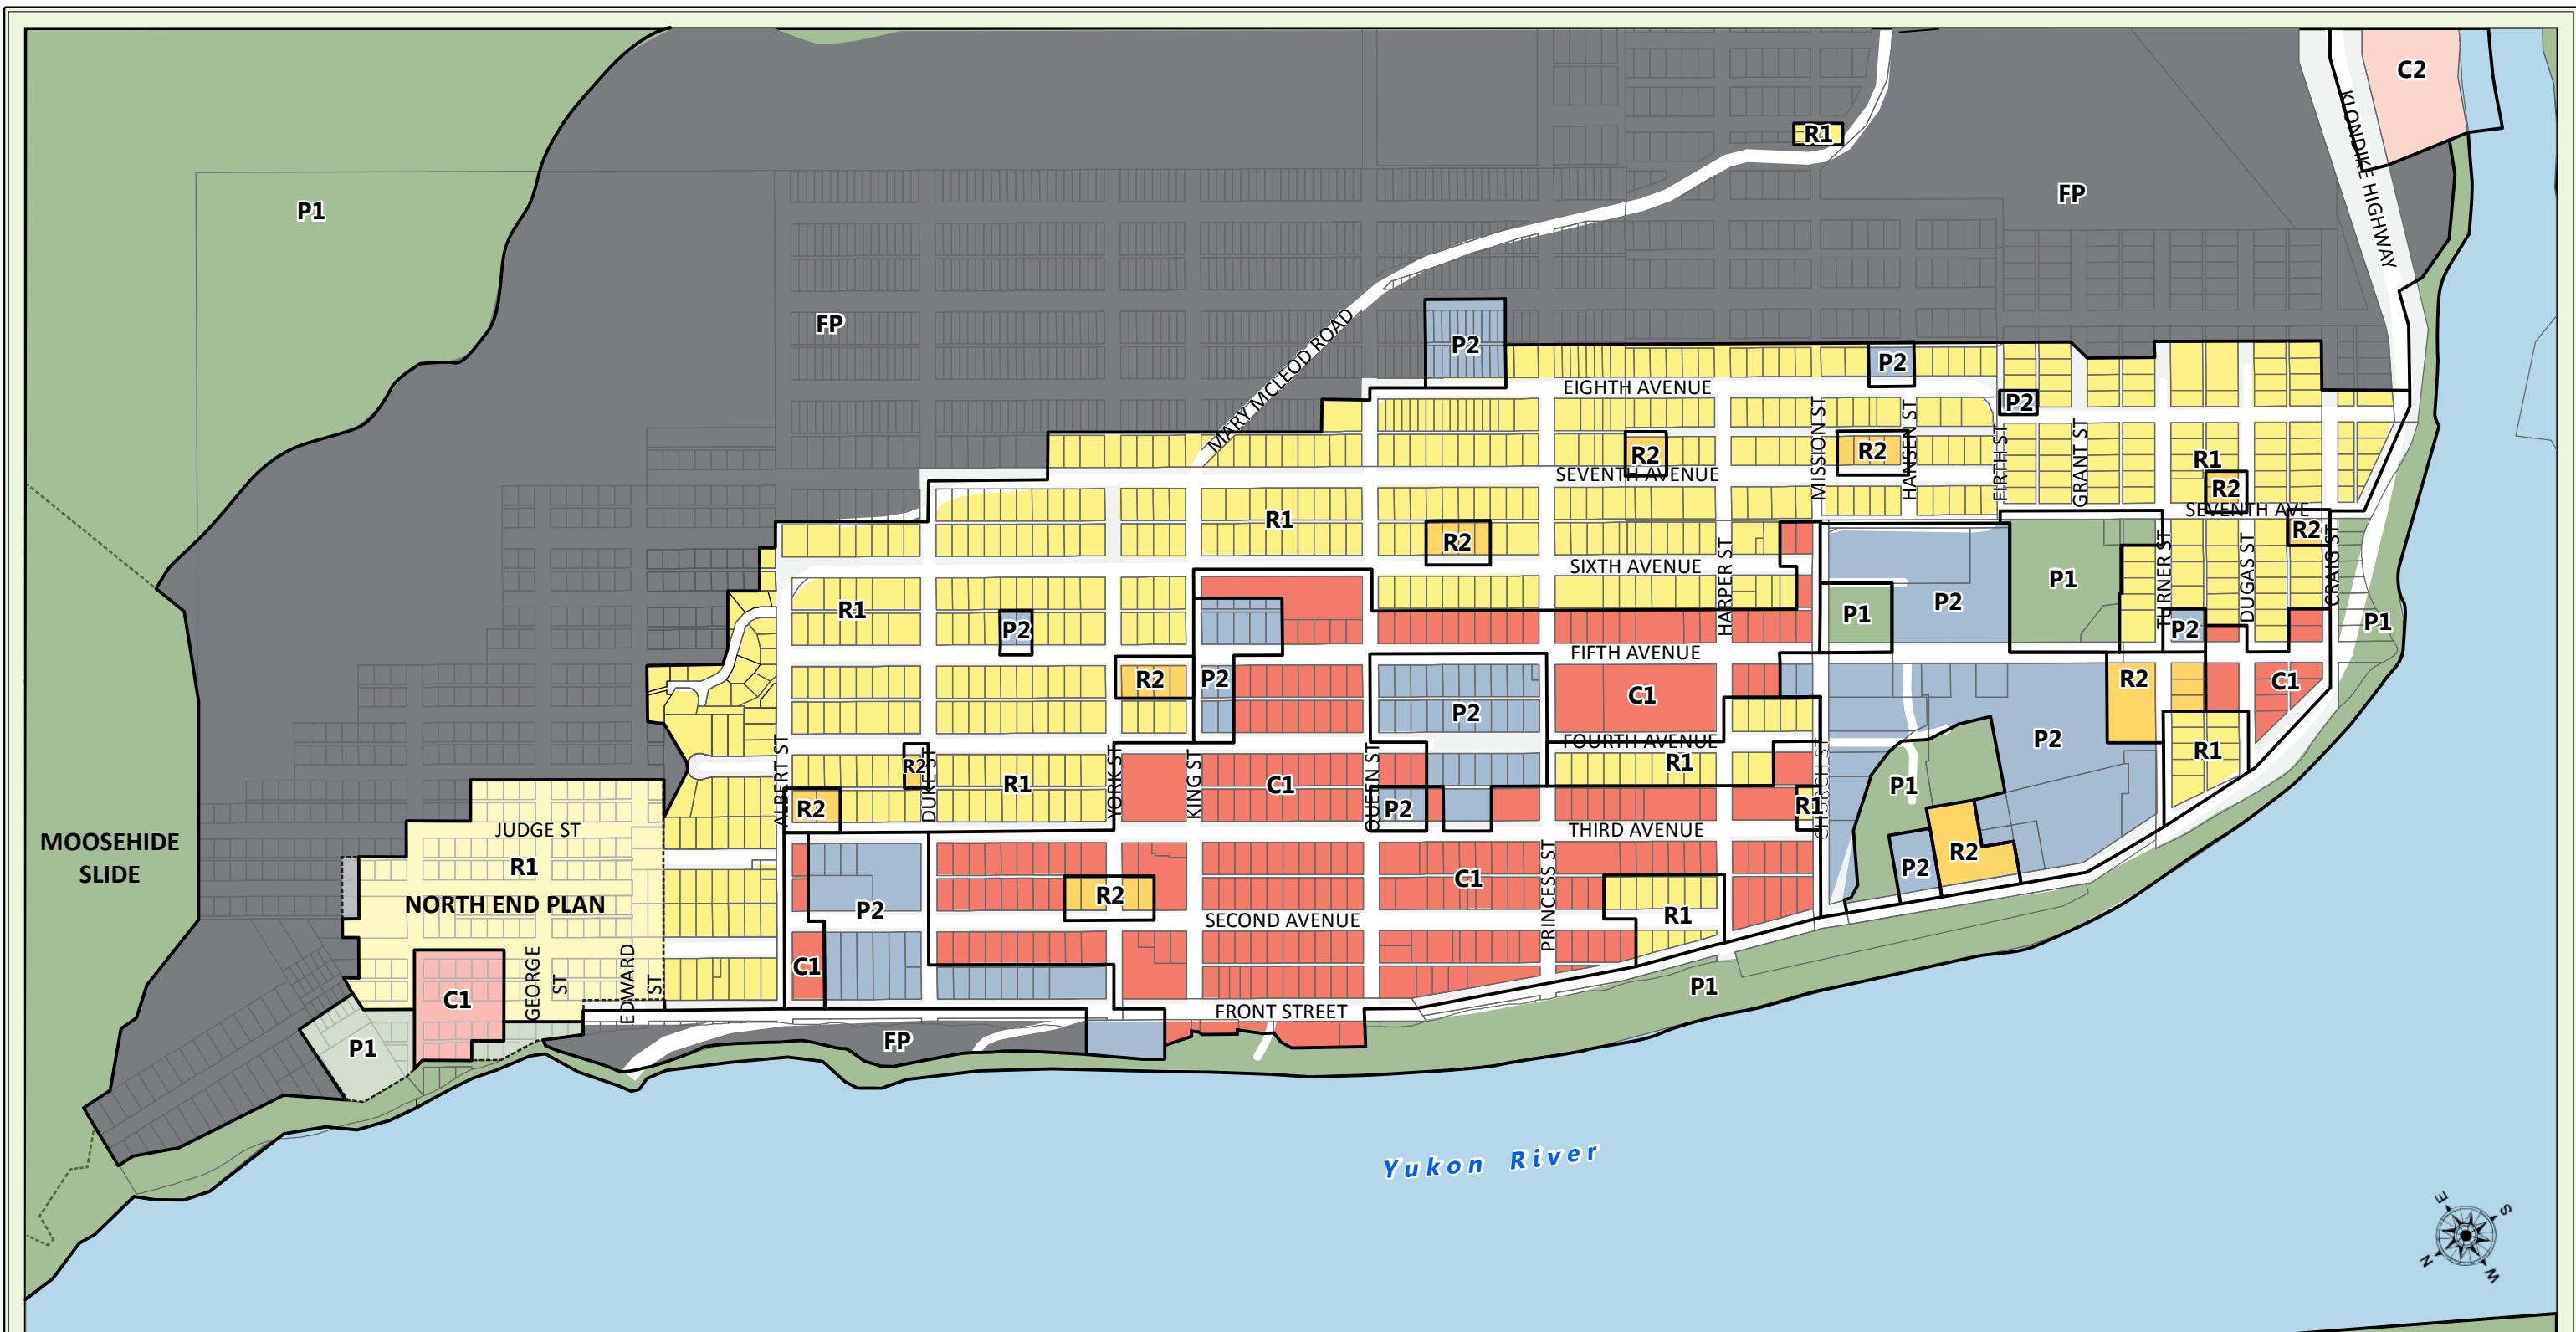 C2
KLONDIKE HIGHWAY
R1
FP
P1
FP
MARY MCLEOD ROAD
P2
P2
EIGHTH AVENUE
P2
R2
R2
MISSION ST
HANSEN ST
FIRTH ST
GRANT ST
R1
SEVENTH AVENUE
R2
SEVENTH AVE
R1
R2
R2
SIXTH AVENUE
HARPER ST
P1
TURNER ST
DUGAS ST
CRAIG ST
R1
P2
P1
P2
P2
P1
FIFTH AVENUE
R2
P2
C1
R2
C1
P2
P2
FOURTH AVENUE
R1
ALBERT ST
R2
DUKE ST
R1
YORK ST
KING ST
C1
QUEEN ST
R1
CHURCH ST
P1
R2
P2
R1
JUDGE ST
THIRD AVENUE
MOOSEHIDE
SLIDE
R1
R2
P2
C1
PRINCESS ST
NORTH END PLAN
P2
R2
SECOND AVENUE
R1
C1
GEORGE
ST
EDWARD
ST
C1
P1
FRONT STREET
P1
FP
Yukon River
E
S
N
W